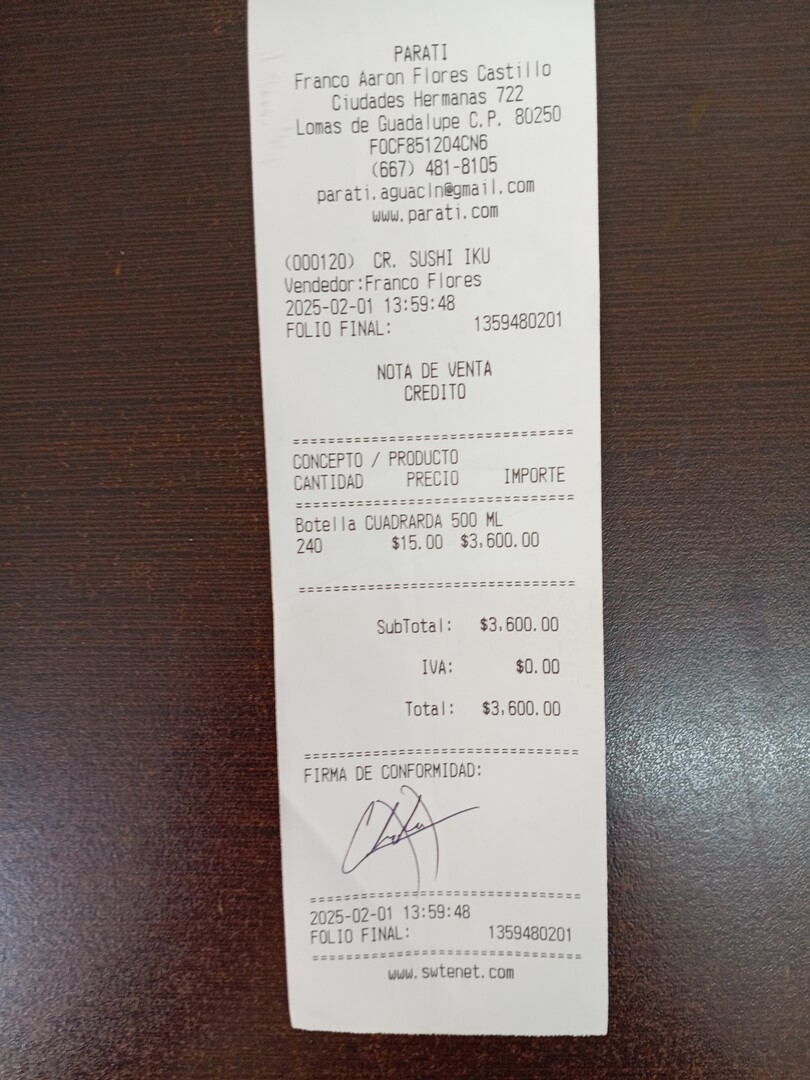 PARATI
Franco Aaron Flores Castillo
Ciudades Hermanas 722
Lomas de Guadalupe C.P. 80250
FOCF851204CN6
(667) 481-8105
parati.aguacln@gmail.com
www.parati.com
(000120) CR. SUSHI IKU
Vendedor:Franco Flores
2025-02-01 13:59:48
FOLIO FINAL: 1359480201
NOTA DE VENTA
CREDITO
================================
CONCEPTO / PRODUCTO
CANTIDAD PRECIO IMPORTE
================================
Botella CUADRARDA 500 ML
240 $15.00 $3,600.00
================================
SubTotal: $3,600.00
IVA: $0.00
Total: $3,600.00
================================
FIRMA DE CONFORMIDAD:
================================
2025-02-01 13:59:48
FOLIO FINAL: 1359480201
================================
www.swtenet.com